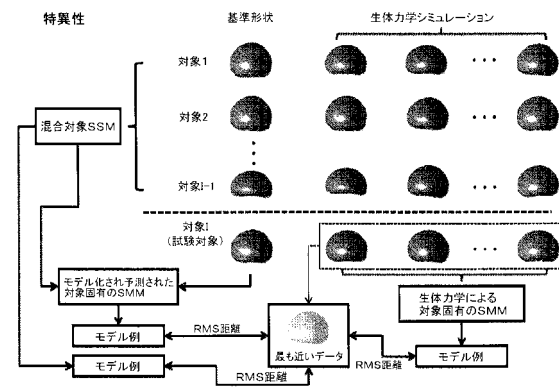 特異性
基準形状
生体力学シミュレーション
対象1
対象2
混合対象SSM
対象I-1
対象I
(試験対象)
モデル化され予測された
対象固有のSMM
生体力学による
対象固有のSMM
モデル例
RMS距離
最も近いデータ
RMS距離
モデル例
モデル例
RMS距離